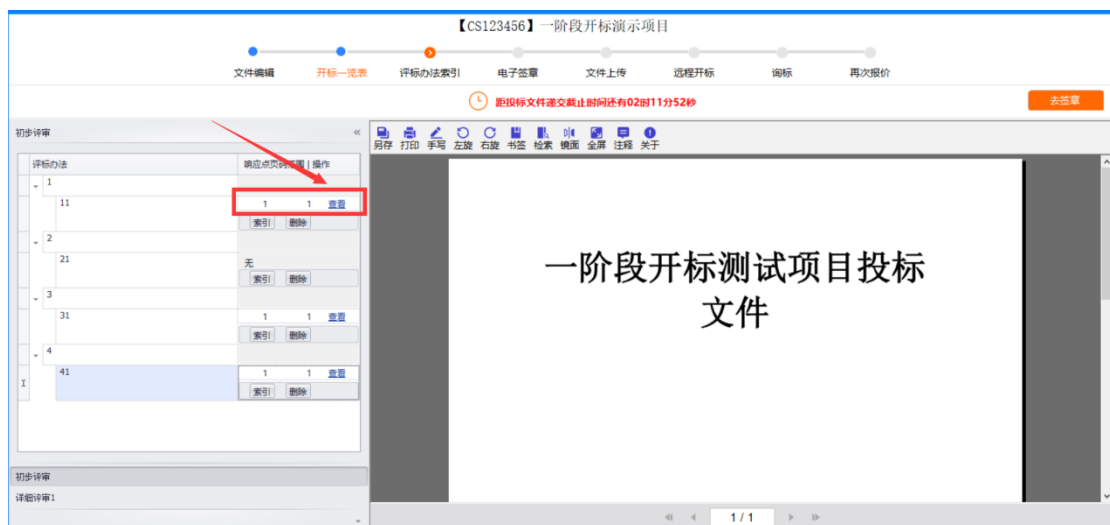 【CS123456】一阶段开标演示项目
文件编辑 开标一览表 评标办法索引 电子签章 文件上传 远程开标 询标 再次报价
距投标文件递交截止时间还有02时11分52秒
去签章
初步评审 «
另存 打印 手写 左旋 右旋 书签 检索 镜面 全屏 注释 关于
评标办法 响应点页码范围 | 操作
1
11 1 1 查看
索引 删除
2
21 无
索引 删除
3
31 1 1 查看
索引 删除
4
41 1 1 查看
索引 删除
一阶段开标测试项目投标
文件
初步评审
详细评审1
1 / 1